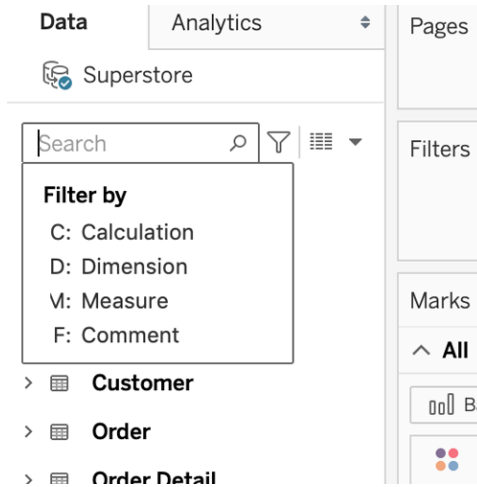 Data
Analytics
Superstore
Search
Filter by
C: Calculation
D: Dimension
M: Measure
F: Comment
Customer
Order
Order Detail
Pages
Filters
Marks
All